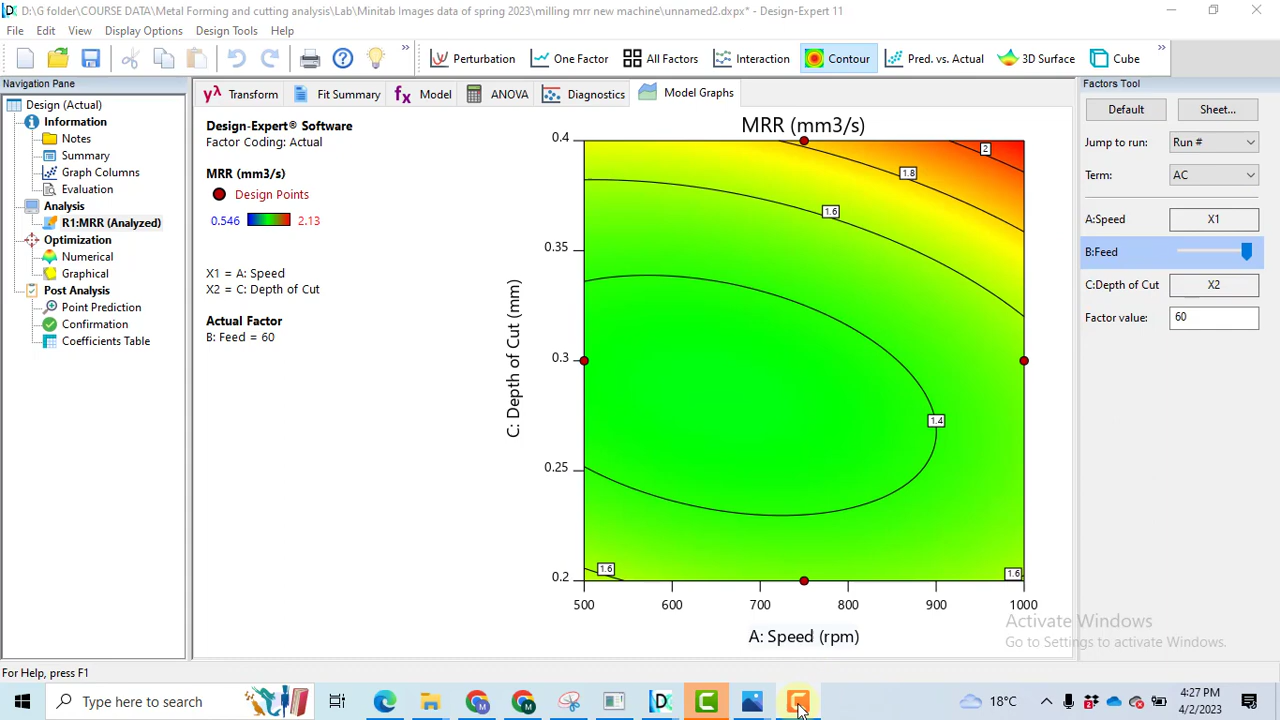 D:\G folder\COURSE DATA\Metal Forming and cutting analysis\Lab\Minitab Images data of spring 2023\milling mrr new machine\unnamed2.dxpx* - Design-Expert 11
File Edit View Display Options Design Tools Help
Perturbation One Factor All Factors Interaction Contour Pred. vs. Actual 3D Surface Cube
Navigation Pane
Design (Actual)
Information
Notes
Summary
Graph Columns
Evaluation
Analysis
R1:MRR (Analyzed)
Optimization
Numerical
Graphical
Post Analysis
Point Prediction
Confirmation
Coefficients Table
Transform Fit Summary Model ANOVA Diagnostics Model Graphs
Design-Expert® Software
Factor Coding: Actual
MRR (mm3/s)
Design Points
0.546 2.13
X1 = A: Speed
X2 = C: Depth of Cut
Actual Factor
B: Feed = 60
MRR (mm3/s)
0.4
0.35
0.3
0.25
0.2
C: Depth of Cut (mm)
2
1.8
1.6
1.4
1.6
1.6
500 600 700 800 900 1000
A: Speed (rpm)
Factors Tool
Default Sheet...
Jump to run: Run #
Term: AC
A:Speed X1
B:Feed
C:Depth of Cut X2
Factor value: 60
Activate Windows
Go to Settings to activate Windows.
For Help, press F1
Type here to search
18°C
4:27 PM
4/2/2023